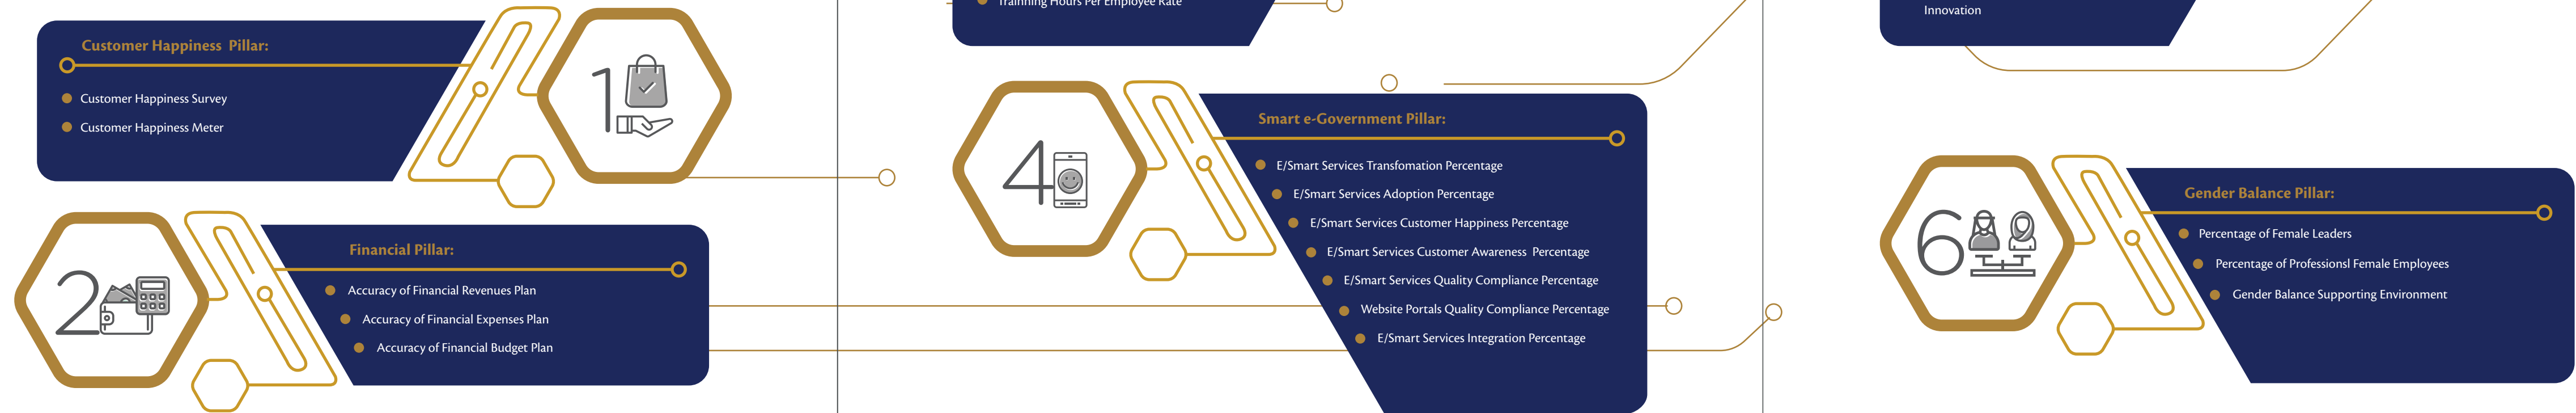 Customer Happiness Pillar:
Customer Happiness Survey
Customer Happiness Meter
1
2
Financial Pillar:
Accuracy of Financial Revenues Plan
Accuracy of Financial Expenses Plan
Accuracy of Financial Budget Plan
Trainning Hours Per Employee Rate
4
Smart e-Government Pillar:
E/Smart Services Transfomation Percentage
E/Smart Services Adoption Percentage
E/Smart Services Customer Happiness Percentage
E/Smart Services Customer Awareness Percentage
E/Smart Services Quality Compliance Percentage
Website Portals Quality Compliance Percentage
E/Smart Services Integration Percentage
Innovation
6
Gender Balance Pillar:
Percentage of Female Leaders
Percentage of Professionsl Female Employees
Gender Balance Supporting Environment